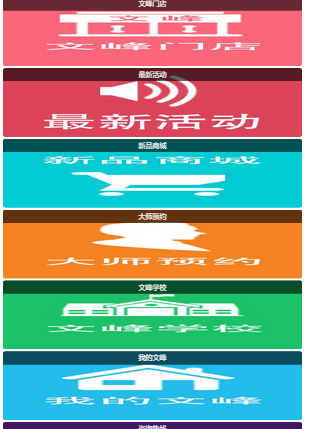 文峰门店
文峰
文峰门店
最新活动
最新活动
新品商城
新品商城
大师预约
大师预约
文峰学校
文峰学校
我的文峰
我的文峰